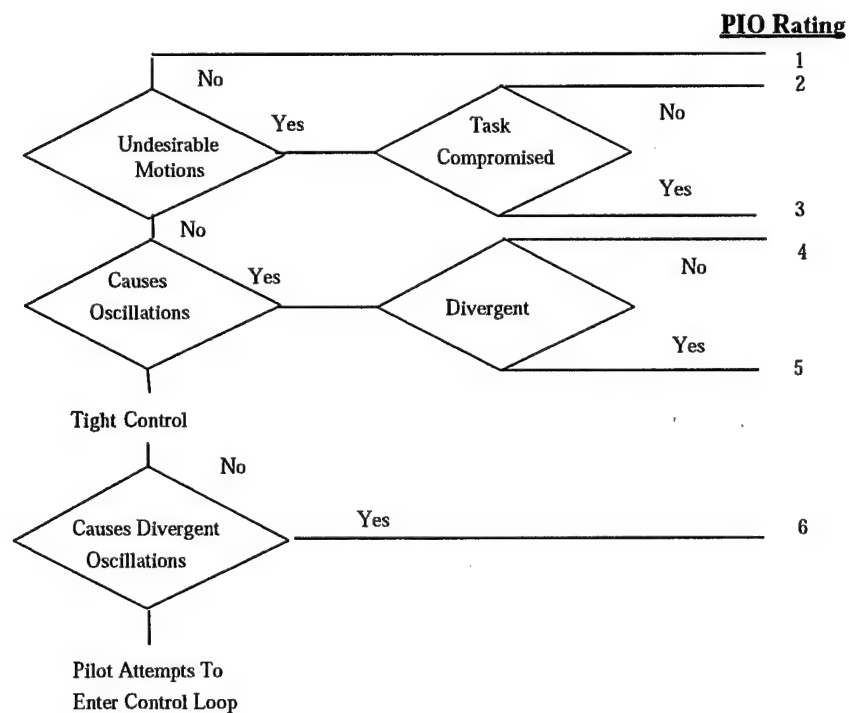 PIO Rating
1
No
2
Undesirable
Motions
Yes
Task
Compromised
No
Yes
3
No
4
Causes
Oscillations
Yes
Divergent
No
Yes
5
Tight Control
No
Causes Divergent
Oscillations
Yes
6
Pilot Attempts To
Enter Control Loop